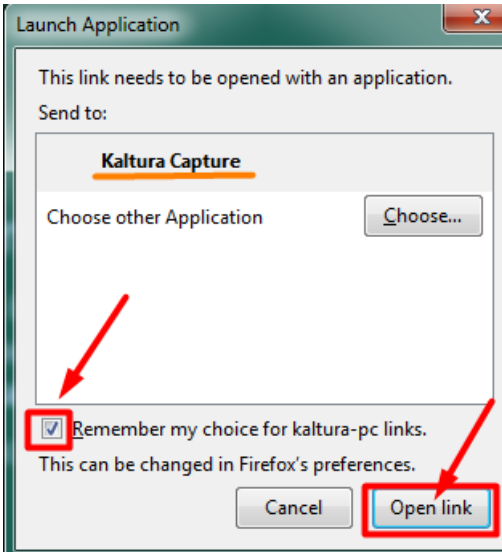 Launch Application
This link needs to be opened with an application.
Send to:
Kaltura Capture
Choose other Application
Choose...
Remember my choice for kaltura-pc links.
This can be changed in Firefox's preferences.
Cancel
Open link